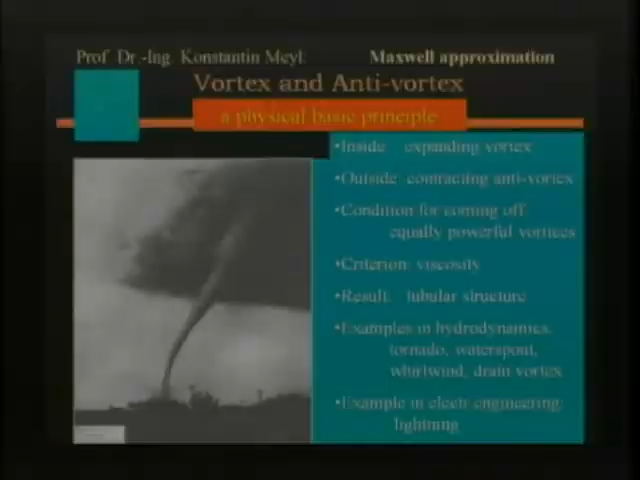 Prof. Dr.-Ing. Konstantin Meyl: Maxwell approximation
Vortex and Anti-vortex
a physical basic principle
•Inside: expanding vortex
•Outside: contracting anti-vortex
•Condition for coming off:
equally powerful vortices
•Criterion: viscosity
•Result: tubular structure
•Examples in hydrodynamics:
tornado, waterspout,
whirlwind, drain vortex
•Example in electr. engineering:
lightning